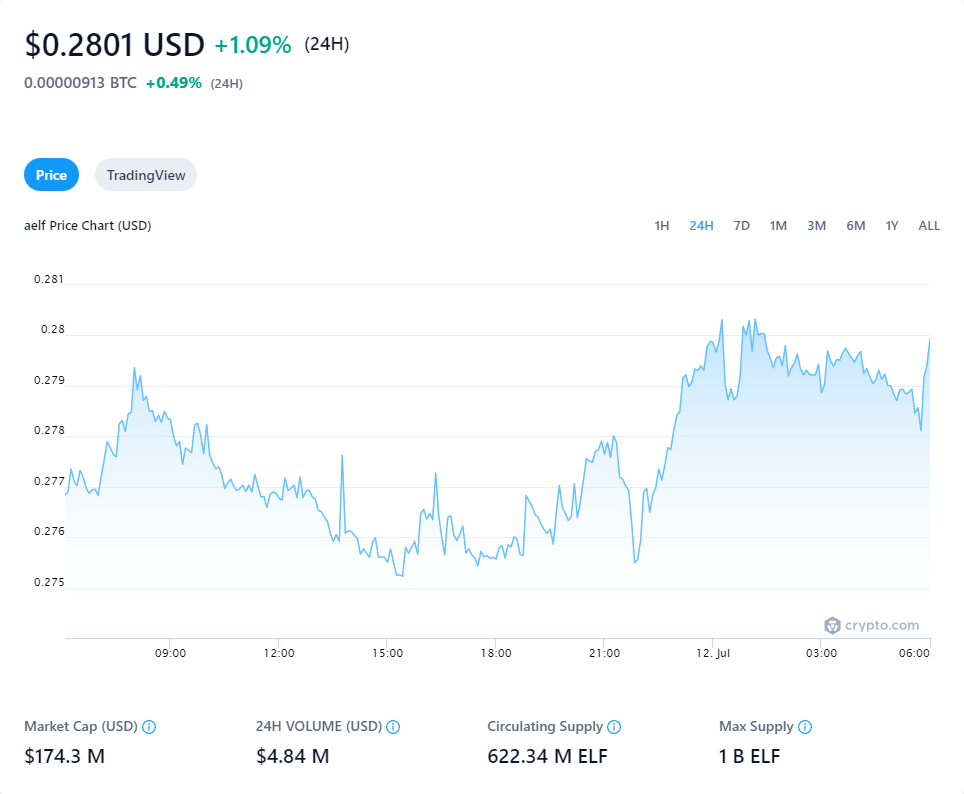 $0.2801 USD +1.09% (24H)
0.00000913 BTC +0.49% (24H)
Price TradingView
aelf Price Chart (USD) 1H 24H 7D 1M 3M 6M 1Y ALL
0.281
0.28
0.279
0.278
0.277
0.276
0.275
crypto.com
09:00 12:00 15:00 18:00 21:00 12. Jul 03:00 06:00
Market Cap (USD) 24H VOLUME (USD) Circulating Supply Max Supply
$174.3 M $4.84 M 622.34 M ELF 1 B ELF